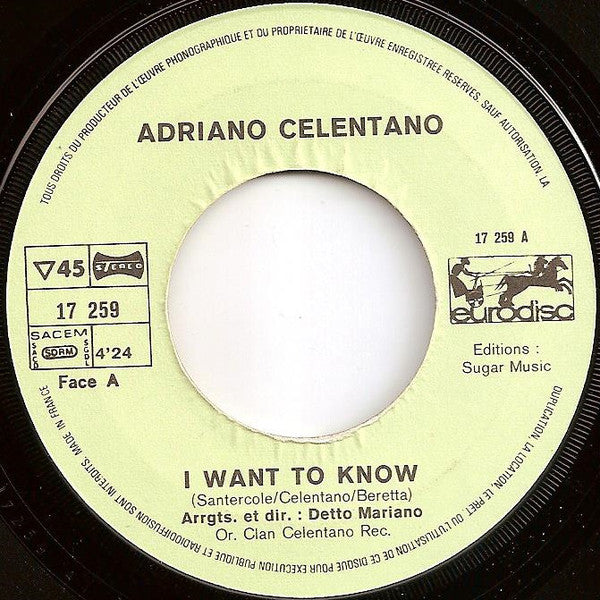 TOUS DROITS DU PRODUCTEUR DE L'ŒUVRE PHONOGRAPHIQUE ET DU PROPRIETAIRE DE L'ŒUVRE ENREGISTREE RESERVES. SAUF AUTORISATION, LA
DUPLICATION, LA LOCATION, LE PRET OU L'UTILISATION DE CE DISQUE POUR EXECUTION PUBLIQUE ET RADIODIFFUSION SONT INTERDITS. MADE IN FRANCE
ADRIANO CELENTANO
▽45 STEREO
17 259
SACEM
SACD SDRM SGDL 4'24
Face A
17 259 A
eurodisc
Editions :
Sugar Music
I WANT TO KNOW
(Santercole/Celentano/Beretta)
Arrgts. et dir. : Detto Mariano
Or. Clan Celentano Rec.